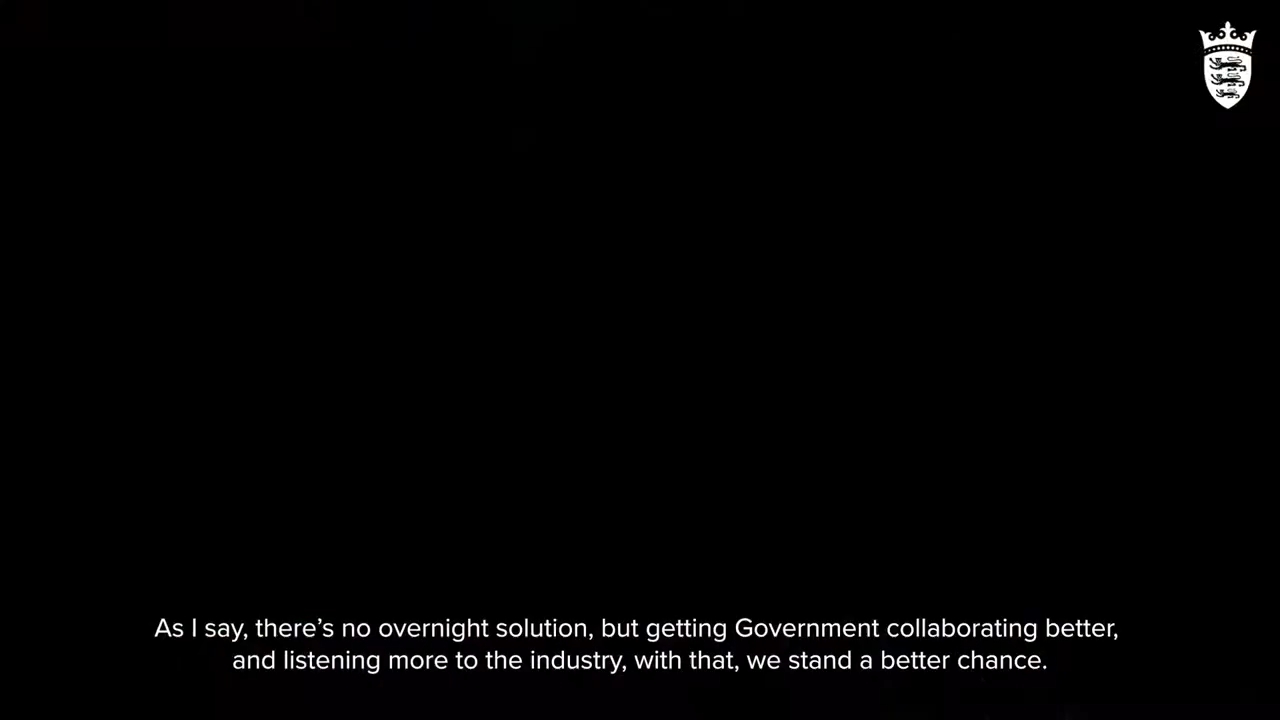 As I say, there’s no overnight solution, but getting Government collaborating better,
and listening more to the industry, with that, we stand a better chance.